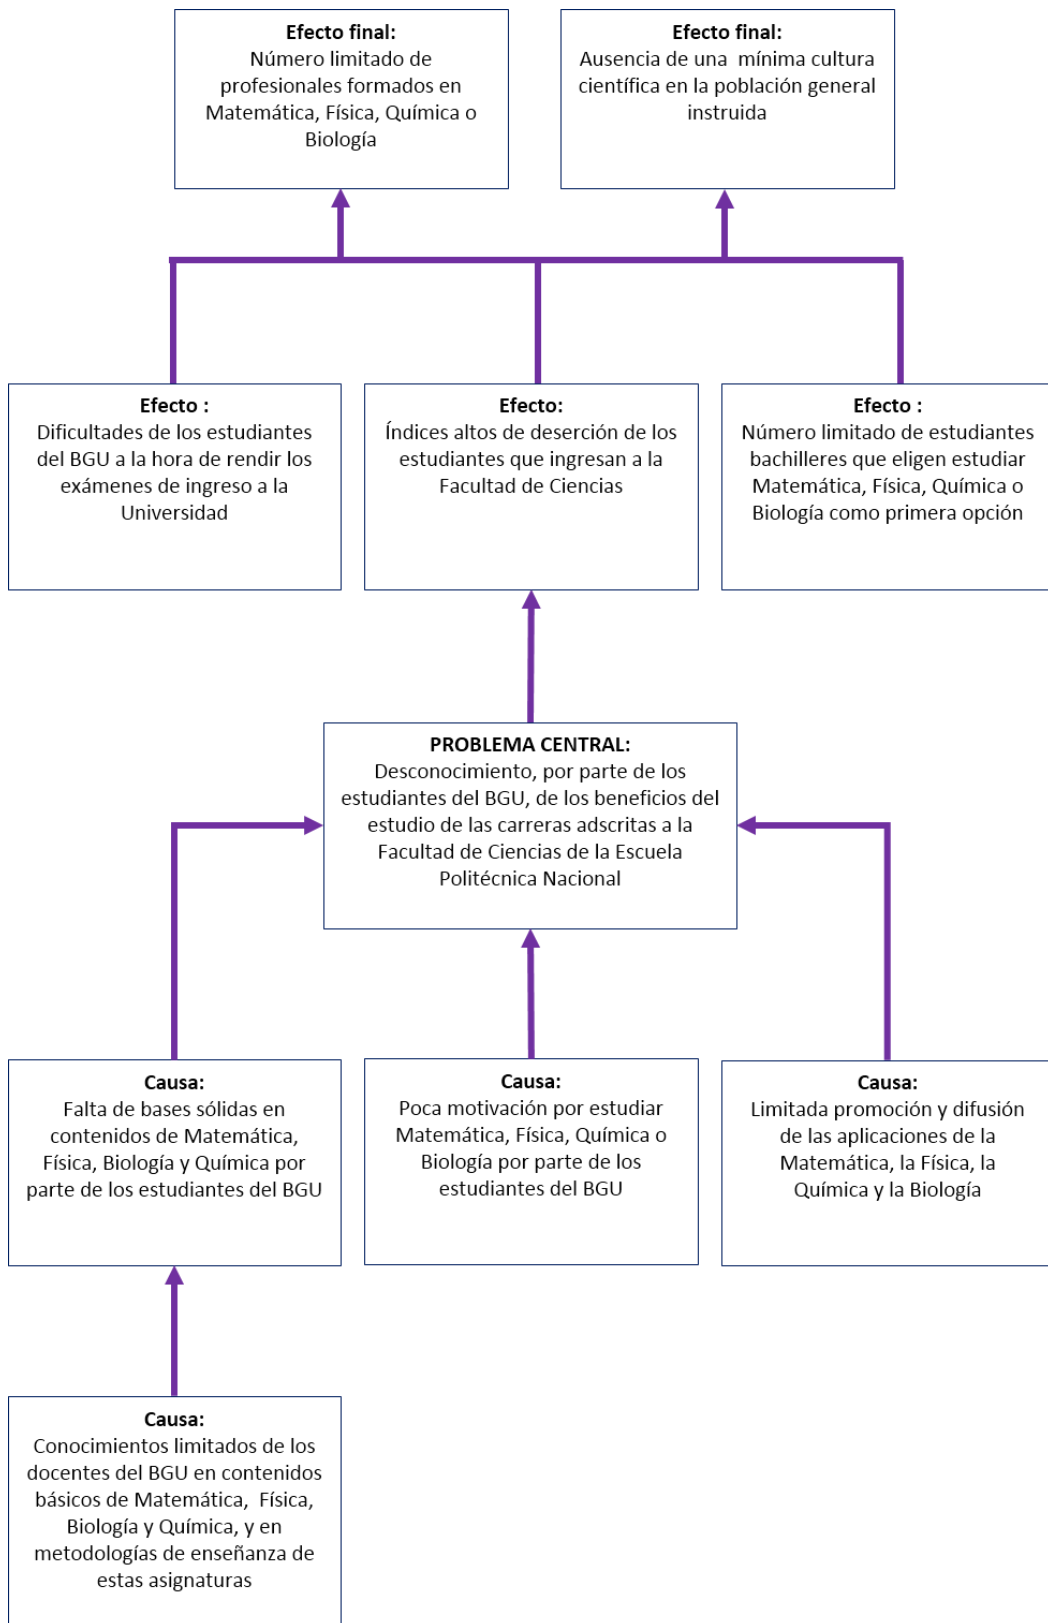 Efecto final:
Número limitado de
profesionales formados en
Matemática, Física, Química o
Biología
Efecto final:
Ausencia de una mínima cultura
científica en la población general
instruida
Efecto :
Dificultades de los estudiantes
del BGU a la hora de rendir los
exámenes de ingreso a la
Universidad
Efecto:
Índices altos de deserción de los
estudiantes que ingresan a la
Facultad de Ciencias
Efecto :
Número limitado de estudiantes
bachilleres que eligen estudiar
Matemática, Física, Química o
Biología como primera opción
PROBLEMA CENTRAL:
Desconocimiento, por parte de los
estudiantes del BGU, de los beneficios del
estudio de las carreras adscritas a la
Facultad de Ciencias de la Escuela
Politécnica Nacional
Causa:
Falta de bases sólidas en
contenidos de Matemática,
Física, Biología y Química por
parte de los estudiantes del BGU
Causa:
Poca motivación por estudiar
Matemática, Física, Química o
Biología por parte de los
estudiantes del BGU
Causa:
Limitada promoción y difusión
de las aplicaciones de la
Matemática, la Física, la
Química y la Biología
Causa:
Conocimientos limitados de los
docentes del BGU en contenidos
básicos de Matemática, Física,
Biología y Química, y en
metodologías de enseñanza de
estas asignaturas